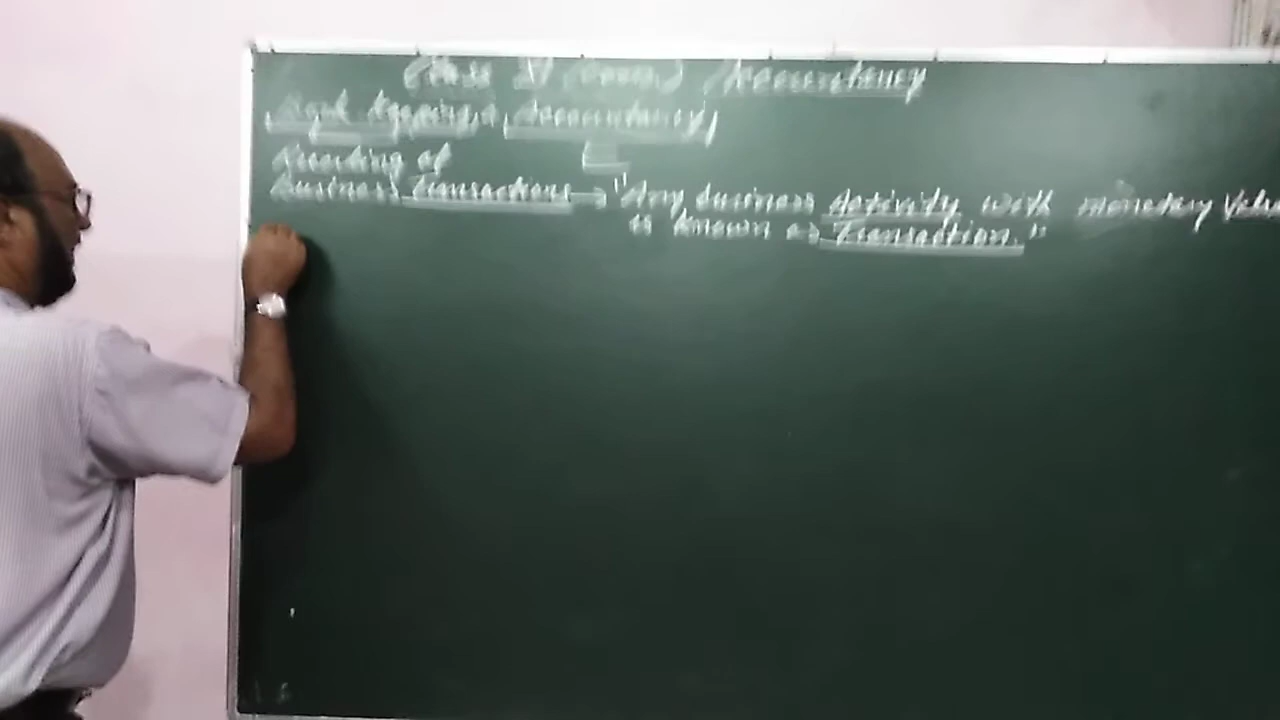 Class XI Accountancy
Book Keeping & Accountancy
Recording of
Business Transactions → "Any business activity with monetary Value
is known as Transaction."